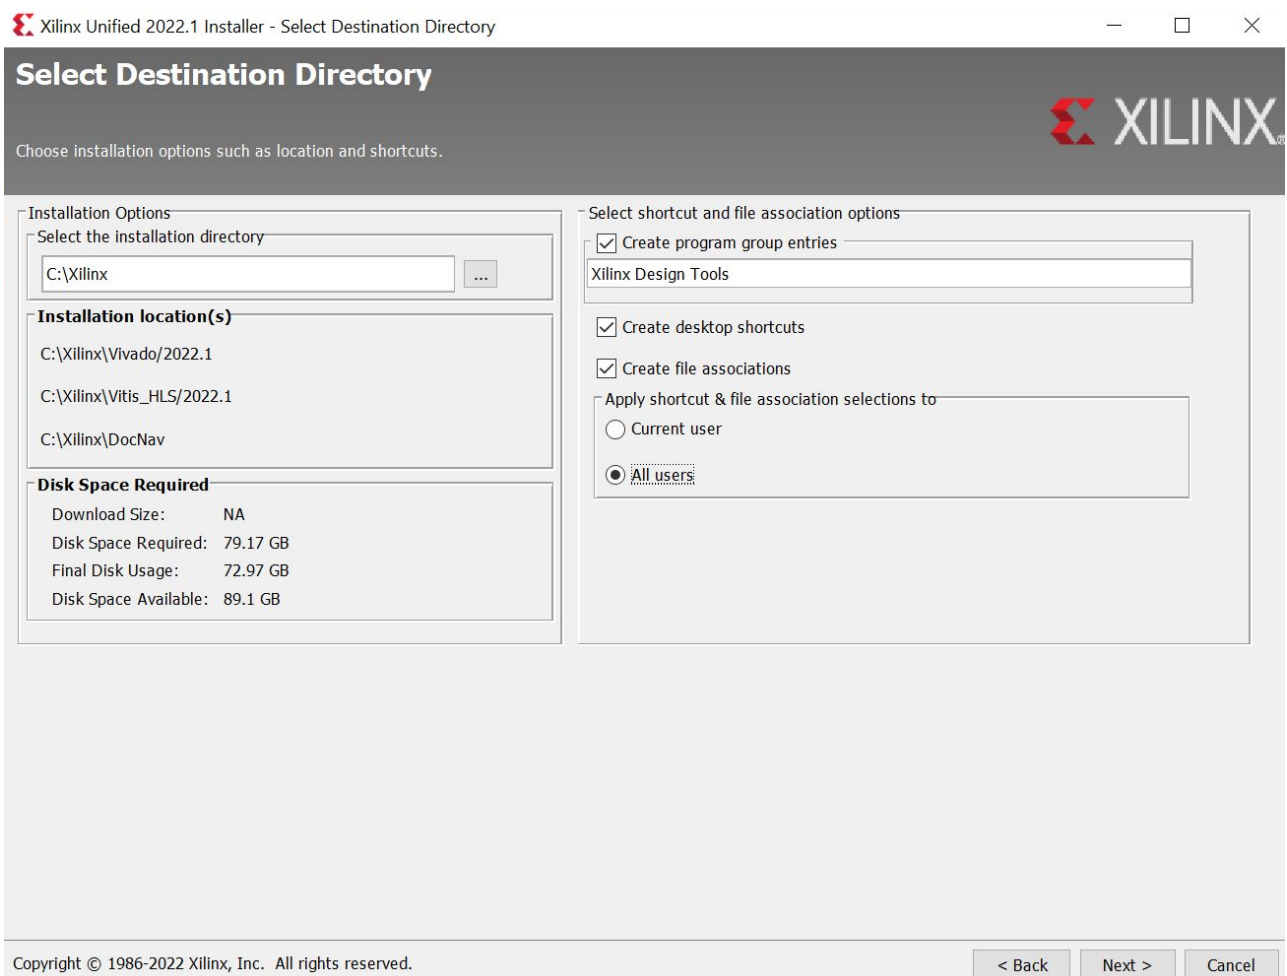 Xilinx Unified 2022.1 Installer - Select Destination Directory
Select Destination Directory
XILINX®
Choose installation options such as location and shortcuts.
Installation Options
Select the installation directory
C:\Xilinx
...
Installation location(s)
C:\Xilinx\Vivado/2022.1
C:\Xilinx\Vitis_HLS/2022.1
C:\Xilinx\DocNav
Disk Space Required
Download Size: NA
Disk Space Required: 79.17 GB
Final Disk Usage: 72.97 GB
Disk Space Available: 89.1 GB
Select shortcut and file association options
Create program group entries
Xilinx Design Tools
Create desktop shortcuts
Create file associations
Apply shortcut & file association selections to
Current user
All users
Copyright © 1986-2022 Xilinx, Inc. All rights reserved.
< Back
Next >
Cancel